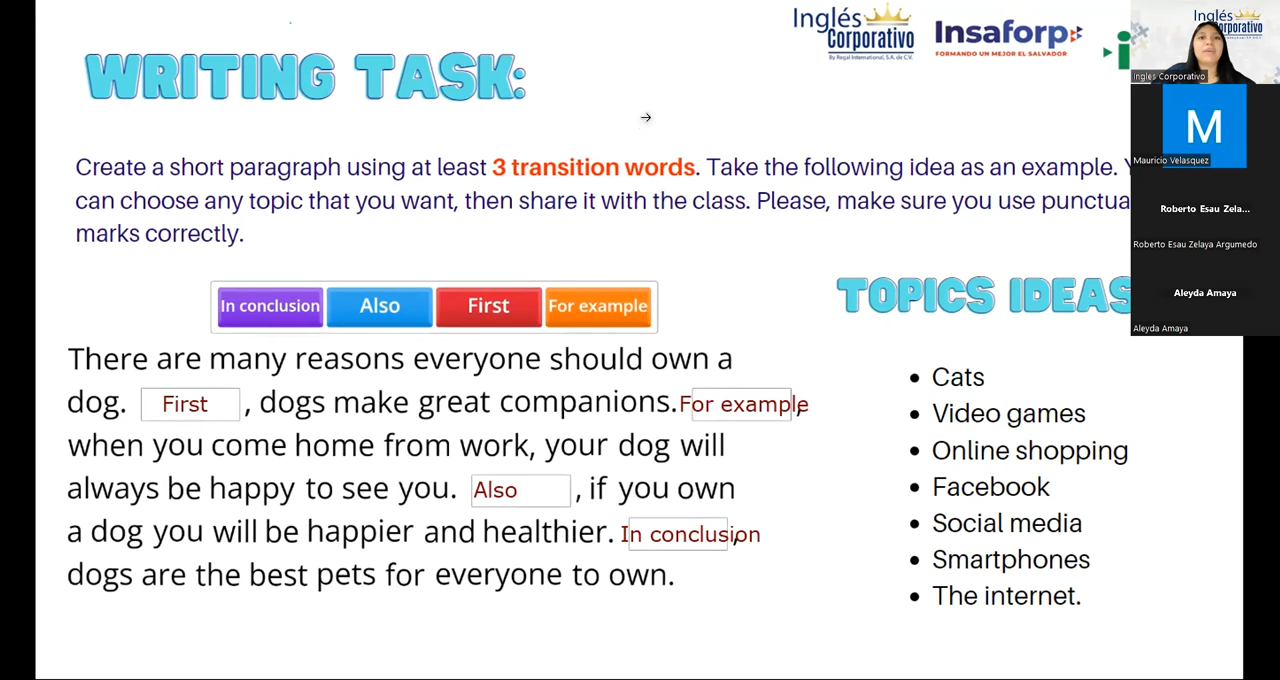 Inglés
Corporativo
By Regal International, S.A. de C.V.
Insaforp
FORMANDO UN MEJOR EL SALVADOR
Inglés
Corporativo
Ingles Corporativo
WRITING TASK:
M
Mauricio Velasquez
Create a short paragraph using at least 3 transition words. Take the following idea as an example.
can choose any topic that you want, then share it with the class. Please, make sure you use punctua
marks correctly.
Roberto Esau Zela...
Roberto Esau Zelaya Argumedo
Aleyda Amaya
Aleyda Amaya
In conclusion Also First For example
There are many reasons everyone should own a
dog. First , dogs make great companions. For example,
when you come home from work, your dog will
always be happy to see you. Also , if you own
a dog you will be happier and healthier. In conclusion,
dogs are the best pets for everyone to own.
TOPICS IDEAS
• Cats
• Video games
• Online shopping
• Facebook
• Social media
• Smartphones
• The internet.